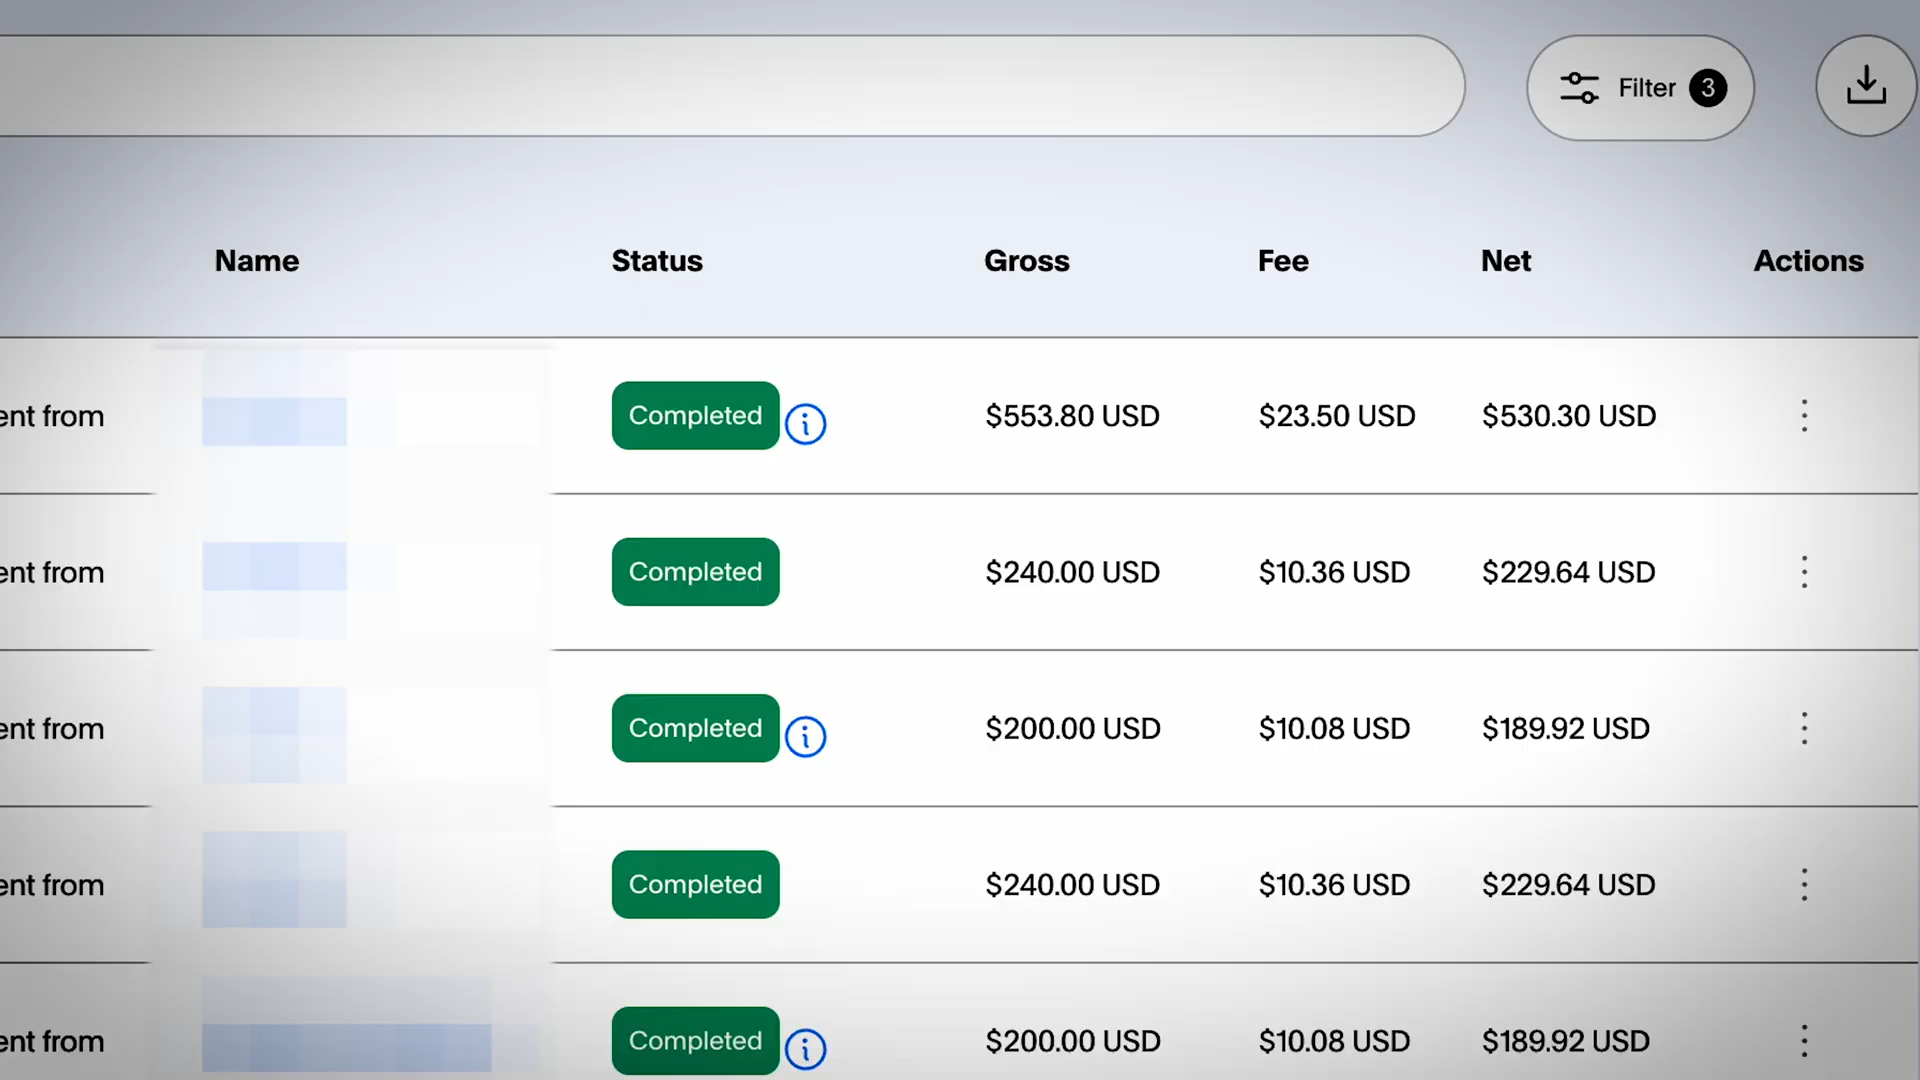 Filter 3
Name Status Gross Fee Net Actions
ent from Completed $553.80 USD $23.50 USD $530.30 USD
ent from Completed $240.00 USD $10.36 USD $229.64 USD
ent from Completed $200.00 USD $10.08 USD $189.92 USD
ent from Completed $240.00 USD $10.36 USD $229.64 USD
ent from Completed $200.00 USD $10.08 USD $189.92 USD